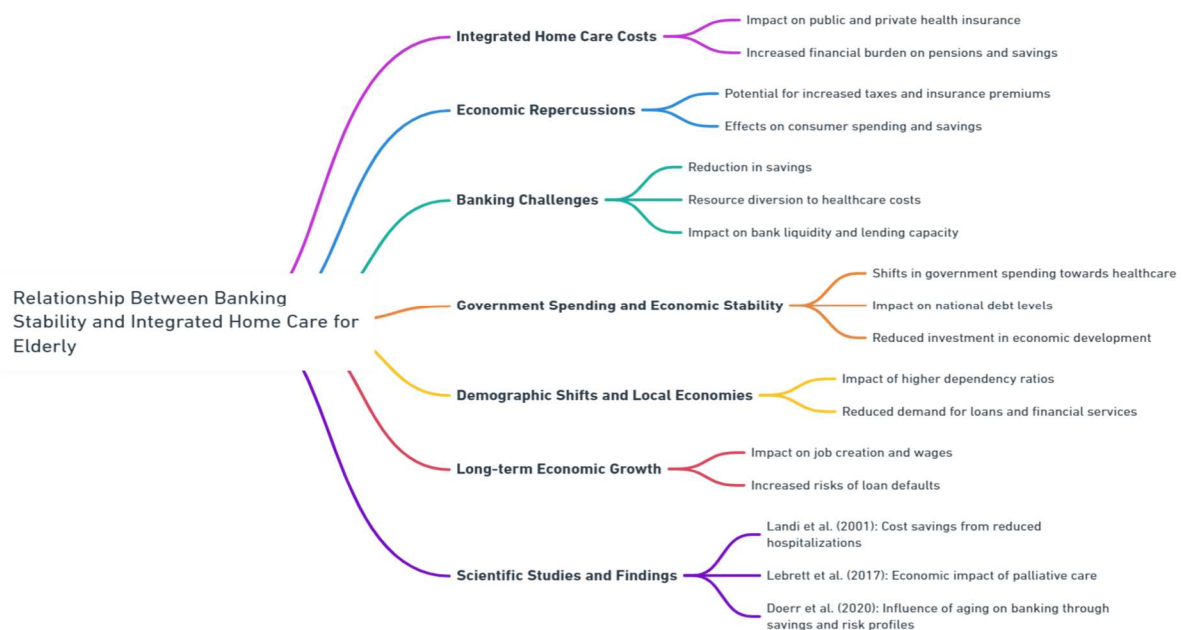 Relationship Between Banking
Stability and Integrated Home Care for
Elderly
Integrated Home Care Costs
Impact on public and private health insurance
Increased financial burden on pensions and savings
Economic Repercussions
Potential for increased taxes and insurance premiums
Effects on consumer spending and savings
Banking Challenges
Reduction in savings
Resource diversion to healthcare costs
Impact on bank liquidity and lending capacity
Government Spending and Economic Stability
Shifts in government spending towards healthcare
Impact on national debt levels
Reduced investment in economic development
Demographic Shifts and Local Economies
Impact of higher dependency ratios
Reduced demand for loans and financial services
Long-term Economic Growth
Impact on job creation and wages
Increased risks of loan defaults
Scientific Studies and Findings
Landi et al. (2001): Cost savings from reduced
hospitalizations
Lebrett et al. (2017): Economic impact of palliative care
Doerr et al. (2020): Influence of aging on banking through
savings and risk profiles